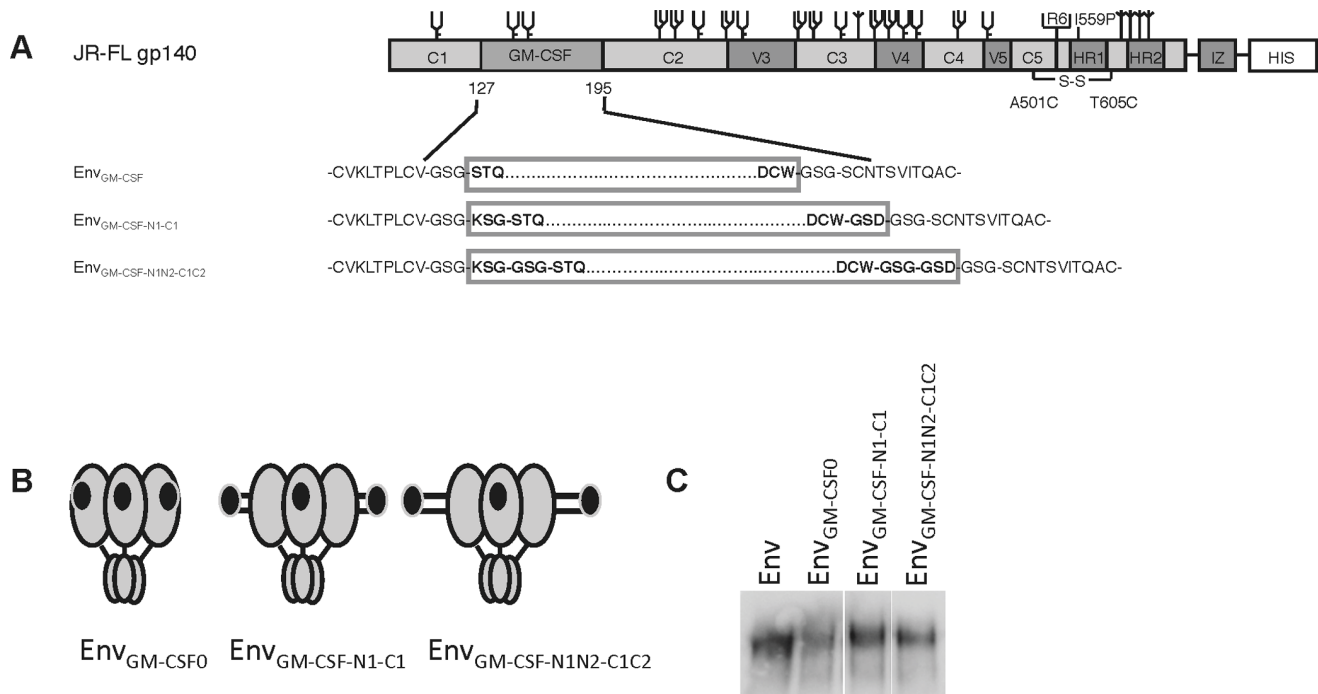 A
JR-FL gp140
C1 GM-CSF C2 V3 C3 V4 C4 V5 C5 R6 I559P HR1 HR2 IZ HIS
127 195 S-S
A501C T605C
EnvGM-CSF -CVKLTPLCV-GSG-STQ..........................................................DCW-GSG-SCNTSVITQAC-
EnvGM-CSF-N1-C1 -CVKLTPLCV-GSG-KSG-STQ..........................................................DCW-GSD-GSG-SCNTSVITQAC-
EnvGM-CSF-N1N2-C1C2 -CVKLTPLCV-GSG-KSG-GSG-STQ.......................................................DCW-GSG-GSD-GSG-SCNTSVITQAC-
B
EnvGM-CSF0 EnvGM-CSF-N1-C1 EnvGM-CSF-N1N2-C1C2
C
Env
EnvGM-CSF0
EnvGM-CSF-N1-C1
EnvGM-CSF-N1N2-C1C2